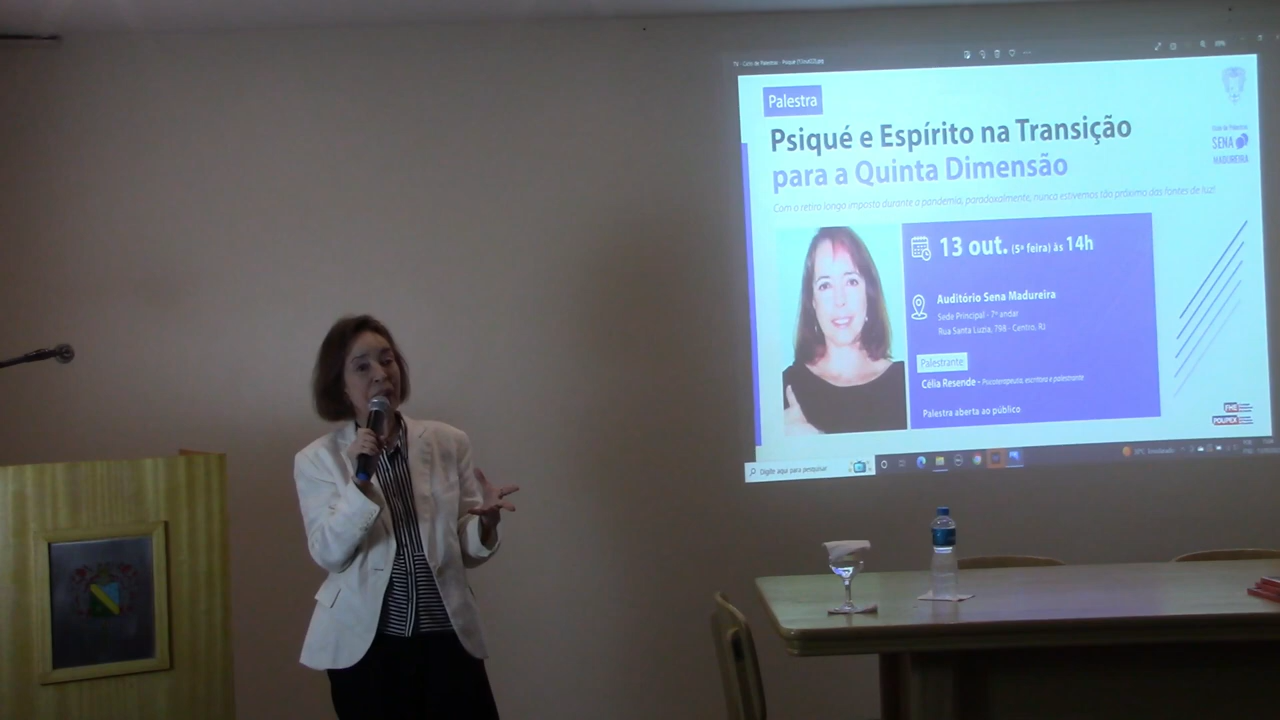 Palestra
Psiqué e Espírito na Transição
para a Quinta Dimensão
Com o retiro longo imposto durante a pandemia, paradoxalmente, nunca estivemos tão próximo das fontes de luz!
SENA
MADUREIRA
13 out. (5ª feira) às 14h
Auditório Sena Madureira
Sede Principal - 7º andar
Rua Santa Luzia, 798 - Centro, RJ
Palestrante
Célia Resende - Psicoterapeuta, escritora e palestrante
Palestra aberta ao público
FHE
POUPEX
Digite aqui para pesquisar